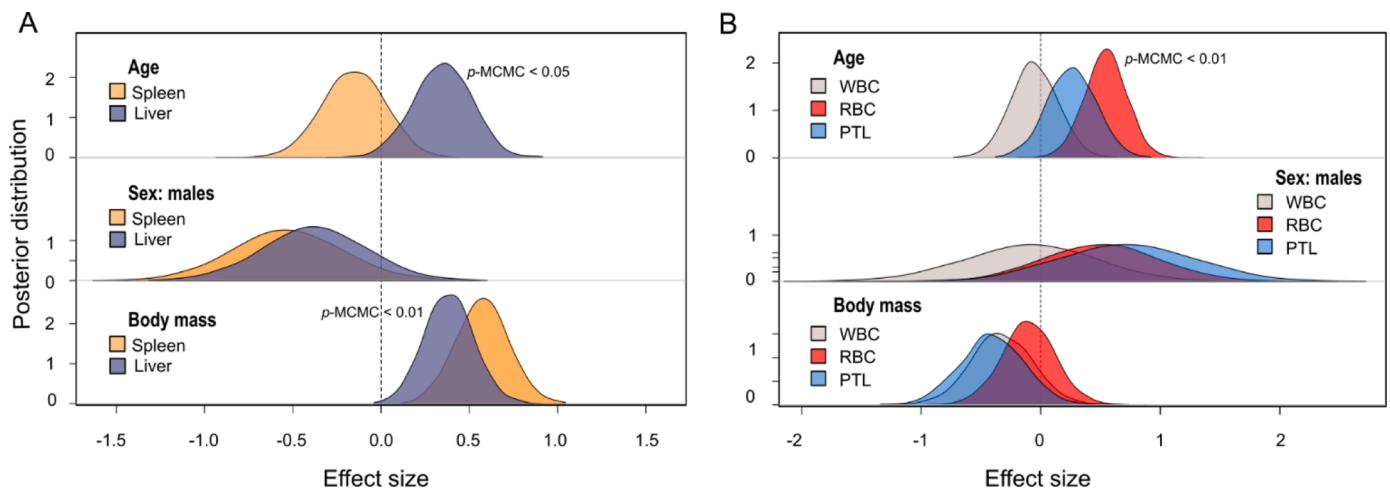 A
Posterior distribution
Age
Spleen
Liver
p-MCMC < 0.05
2
1
0
Sex: males
Spleen
Liver
1
0
Body mass
Spleen
Liver
p-MCMC < 0.01
2
1
0
-1.5 -1.0 -0.5 0.0 0.5 1.0 1.5
Effect size
B
Age
WBC
RBC
PTL
p-MCMC < 0.01
2
1
0
Sex: males
WBC
RBC
PTL
1
0
Body mass
WBC
RBC
PTL
1
0
-2 -1 0 1 2
Effect size